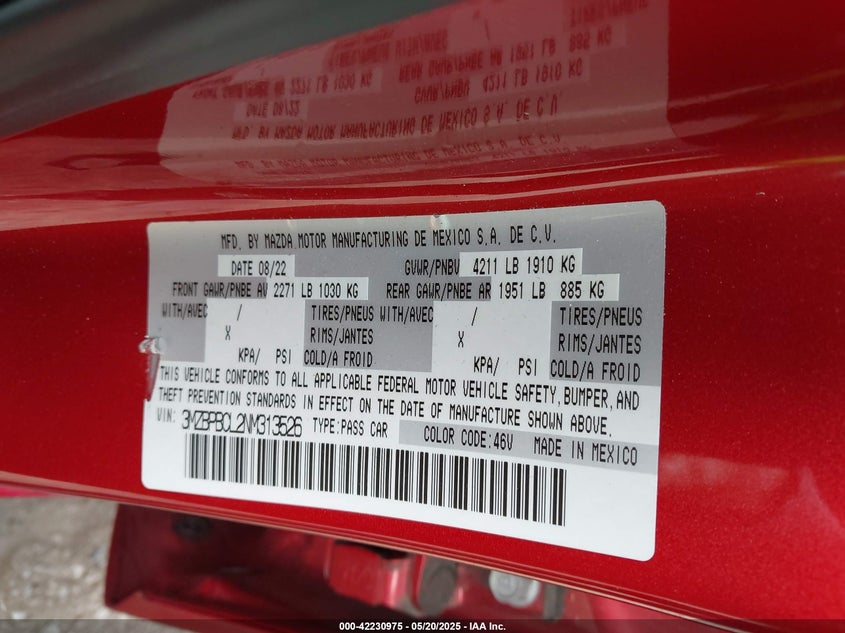 MFD. BY MAZDA MOTOR MANUFACTURING DE MEXICO S.A. DE C.V.
DATE 08/22 GVWR/PNBV 4211 LB 1910 KG
FRONT GAWR/PNBE AV 2271 LB 1030 KG REAR GAWR/PNBE AR 1951 LB 885 KG
WITH/AVEC / TIRES/PNEUS WITH/AVEC / TIRES/PNEUS
X RIMS/JANTES X RIMS/JANTES
KPA/ PSI COLD/A FROID KPA/ PSI COLD/A FROID
THIS VEHICLE CONFORMS TO ALL APPLICABLE FEDERAL MOTOR VEHICLE SAFETY, BUMPER, AND
THEFT PREVENTION STANDARDS IN EFFECT ON THE DATE OF MANUFACTURE SHOWN ABOVE.
VIN: 3MZBPBCL2NM313526 TYPE:PASS CAR COLOR CODE:46V MADE IN MEXICO
000-42230975 - 05/20/2025 - IAA Inc.